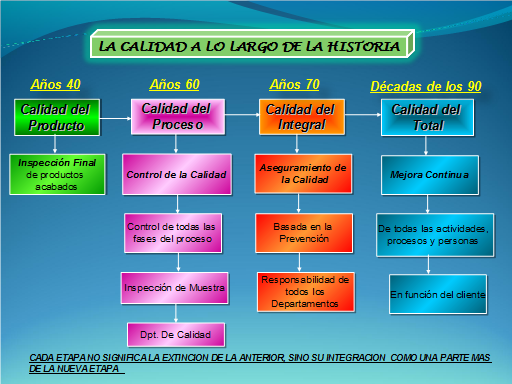 LA CALIDAD A LO LARGO DE LA HISTORIA
Años 40
Años 60
Años 70
Décadas de los 90
Calidad del
Producto
Calidad del
Proceso
Calidad del
Integral
Calidad del
Total
Inspección Final
de productos
acabados
Control de la Calidad
Aseguramiento de
la Calidad
Mejora Continua
Control de todas las
fases del proceso
Basada en la
Prevención
De todas las actividades,
procesos y personas
Inspección de Muestra
Responsabilidad de
todos los
Departamentos
En función del cliente
Dpt. De Calidad
CADA ETAPA NO SIGNIFICA LA EXTINCION DE LA ANTERIOR, SINO SU INTEGRACION COMO UNA PARTE MAS
DE LA NUEVA ETAPA